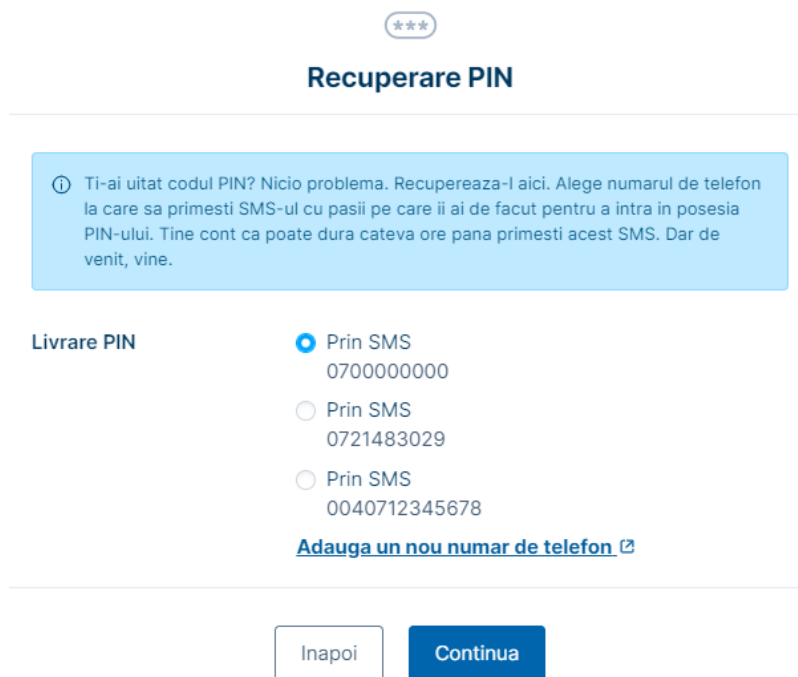 ***
Recuperare PIN
Ti-ai uitat codul PIN? Nicio problema. Recupereaza-l aici. Alege numarul de telefon
la care sa primesti SMS-ul cu pasii pe care ii ai de facut pentru a intra in posesia
PIN-ului. Tine cont ca poate dura cateva ore pana primesti acest SMS. Dar de
venit, vine.
Livrare PIN
Prin SMS
0700000000
Prin SMS
0721483029
Prin SMS
0040712345678
Adauga un nou numar de telefon
Inapoi
Continua